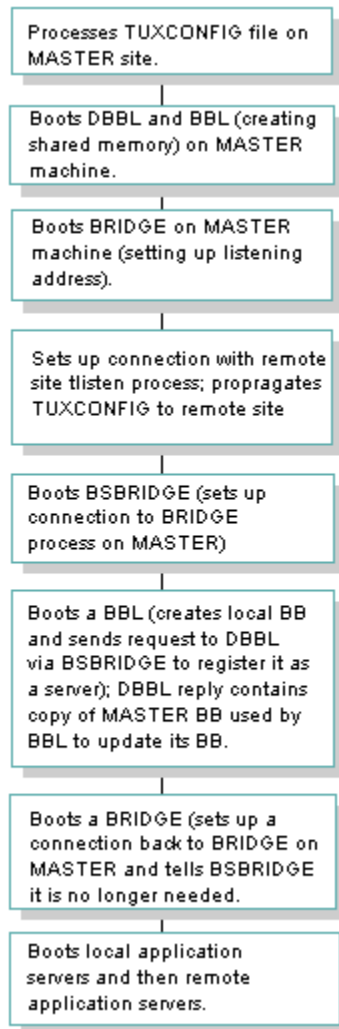 Processes TUXCONFIG file on
MASTER site.
Boots DBBL and BBL (creating
shared memory) on MASTER
machine.
Boots BRIDGE on MASTER
machine (setting up listening
address).
Sets up connection with remote
site tlisten process; propragates
TUXCONFIG to remote site
Boots BSBRIDGE (sets up
connection to BRIDGE
process on MASTER)
Boots a BBL (creates local BB
and sends request to DBBL
via BSBRIDGE to register it as
a server); DBBL reply contains
copy of MASTER BB used by
BBL to update its BB.
Boots a BRIDGE (sets up a
connection back to BRIDGE on
MASTER and tells BSBRIDGE
it is no longer needed.
Boots local application
servers and then remote
application servers.